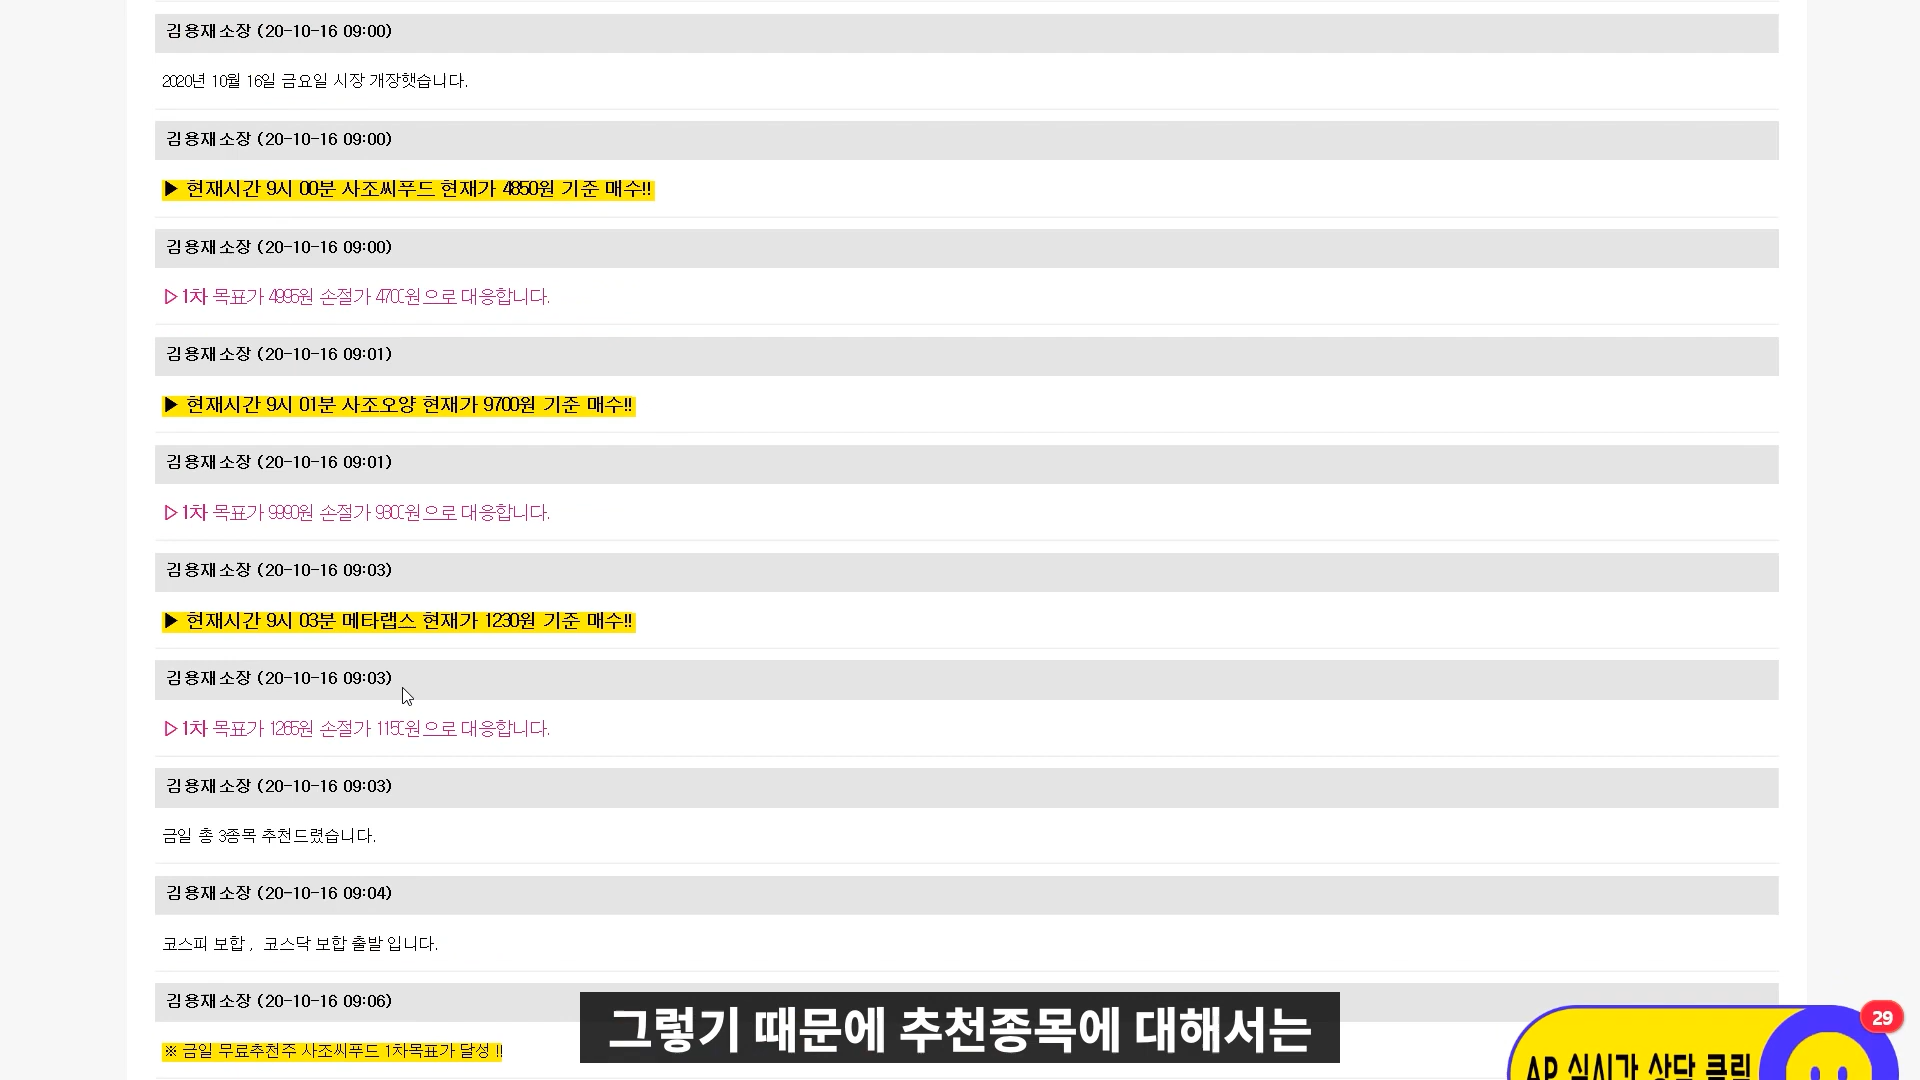 김용재소장 (20-10-16 09:00)
2020년 10월 16일 금요일 시장 개장햇습니다.
김용재소장 (20-10-16 09:00)
▶ 현재시간 9시 00분 사조씨푸드 현재가 4850원 기준 매수!!
김용재소장 (20-10-16 09:00)
▷1차 목표가 4995원 손절가 4700원으로 대응합니다.
김용재소장 (20-10-16 09:01)
▶ 현재시간 9시 01분 사조오양 현재가 9700원 기준 매수!!
김용재소장 (20-10-16 09:01)
▷1차 목표가 9990원 손절가 9300원으로 대응합니다.
김용재소장 (20-10-16 09:03)
▶ 현재시간 9시 03분 메타랩스 현재가 1230원 기준 매수!!
김용재소장 (20-10-16 09:03)
▷1차 목표가 1265원 손절가 1150원으로 대응합니다.
김용재소장 (20-10-16 09:03)
금일 총 3종목 추천드렸습니다.
김용재소장 (20-10-16 09:04)
코스피 보합 , 코스닥 보합 출발 입니다.
김용재소장 (20-10-16 09:06)
※ 금일 무료추천주 사조씨푸드 1차목표가 달성 !!
그렇기 때문에 추천종목에 대해서는
29
AP 실시간 상담 클릭